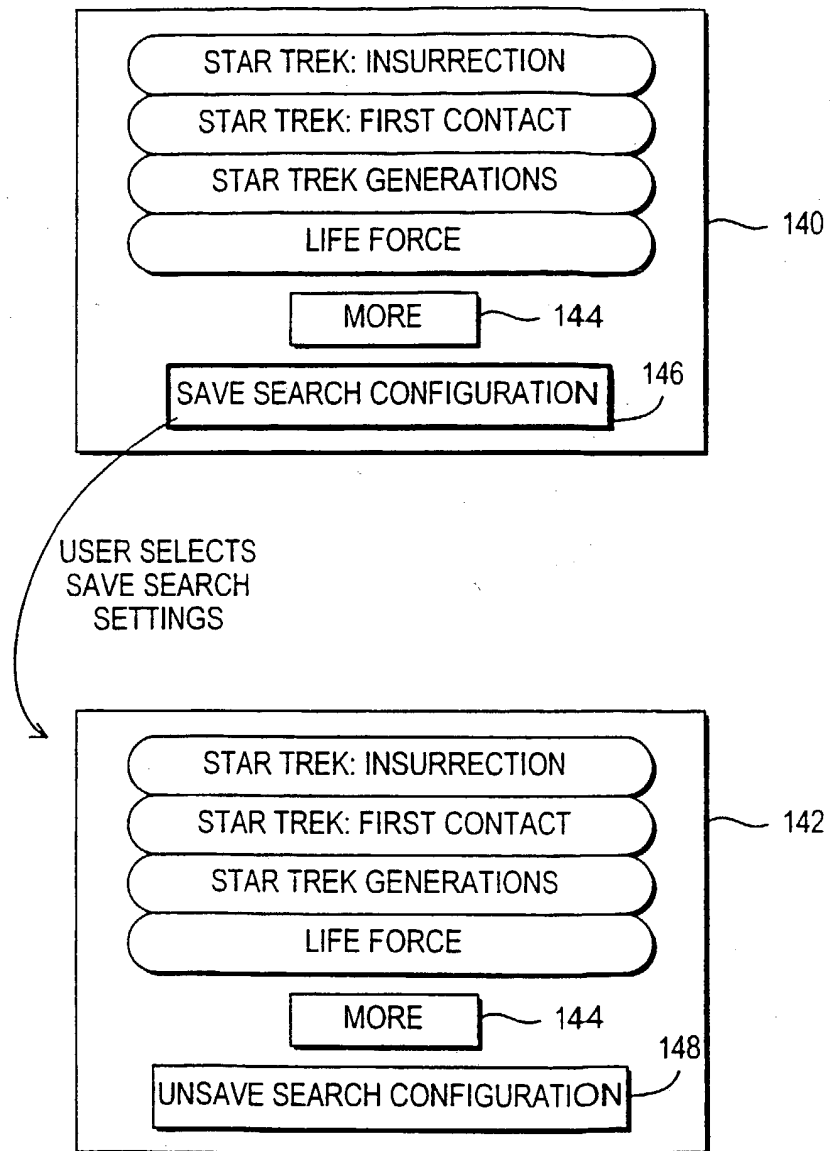 STAR TREK: INSURRECTION
STAR TREK: FIRST CONTACT
STAR TREK GENERATIONS
LIFE FORCE
140
MORE
144
SAVE SEARCH CONFIGURATION
146
USER SELECTS
SAVE SEARCH
SETTINGS
STAR TREK: INSURRECTION
STAR TREK: FIRST CONTACT
142
STAR TREK GENERATIONS
LIFE FORCE
MORE
144
148
UNSAVE SEARCH CONFIGURATION